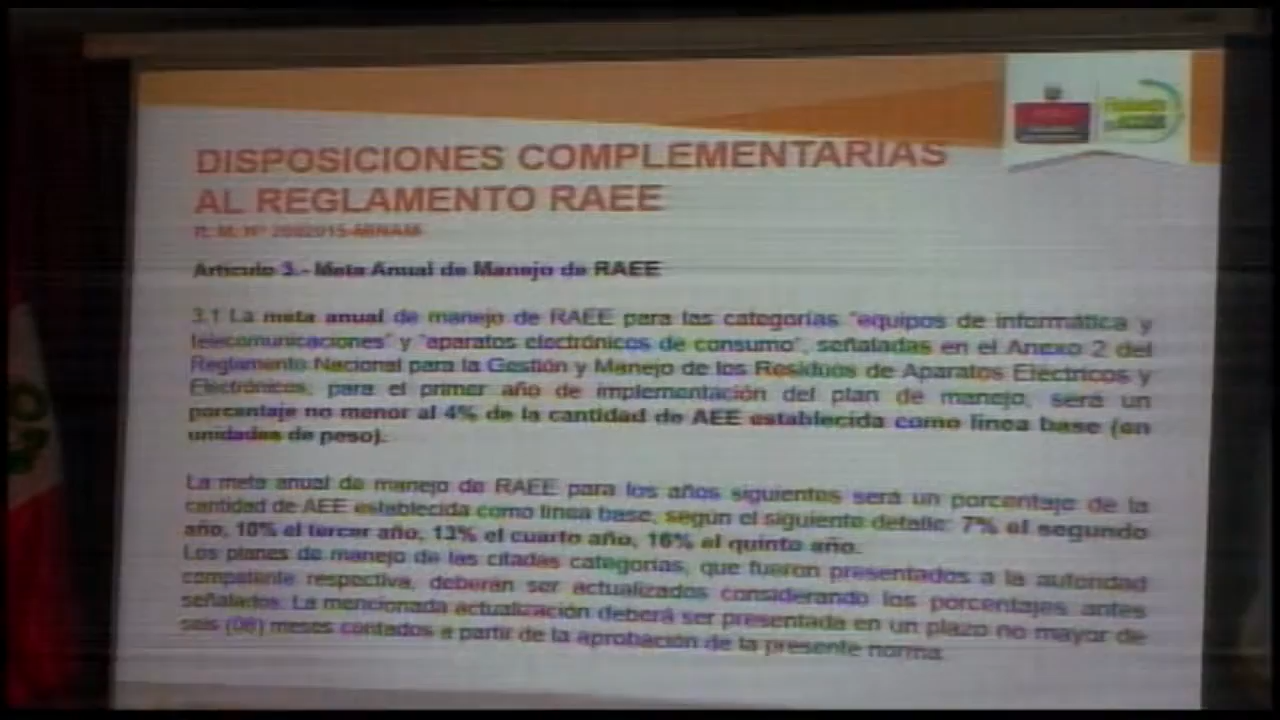 DISPOSICIONES COMPLEMENTARIAS
AL REGLAMENTO RAEE
R. M. Nº 2002015-MINAM
Artículo 3.- Meta Anual de Manejo de RAEE
3.1 La meta anual de manejo de RAEE para las categorías "equipos de informática y
telecomunicaciones" y "aparatos electrónicos de consumo", señaladas en el Anexo 2 del
Reglamento Nacional para la Gestión y Manejo de los Residuos de Aparatos Eléctricos y
Electrónicos, para el primer año de implementación del plan de manejo, será un
porcentaje no menor al 4% de la cantidad de AEE establecida como línea base (en
unidades de peso).
La meta anual de manejo de RAEE para los años siguientes será un porcentaje de la
cantidad de AEE establecida como línea base, según el siguiente detalle: 7% el segundo
año, 10% el tercer año, 13% el cuarto año, 16% el quinto año.
Los planes de manejo de las citadas categorías, que fueron presentados a la autoridad
competente respectiva, deberán ser actualizados considerando los porcentajes antes
señalados. La mencionada actualización deberá ser presentada en un plazo no mayor de
seis (06) meses contados a partir de la aprobación de la presente norma.